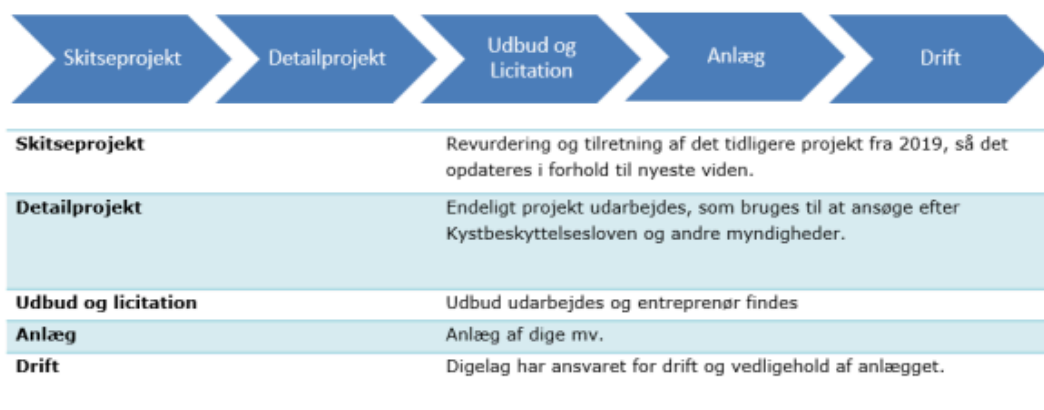 Skitseprojekt
Detailprojekt
Udbud og
Licitation
Anlæg
Drift
Skitseprojekt
Revurdering og tilretning af det tidligere projekt fra 2019, så det
opdateres i forhold til nyeste viden.
Detailprojekt
Endeligt projekt udarbejdes, som bruges til at ansøge efter
Kystbeskyttelsesloven og andre myndigheder.
Udbud og licitation
Udbud udarbejdes og entreprenør findes
Anlæg
Anlæg af dige mv.
Drift
Digelag har ansvaret for drift og vedligehold af anlægget.